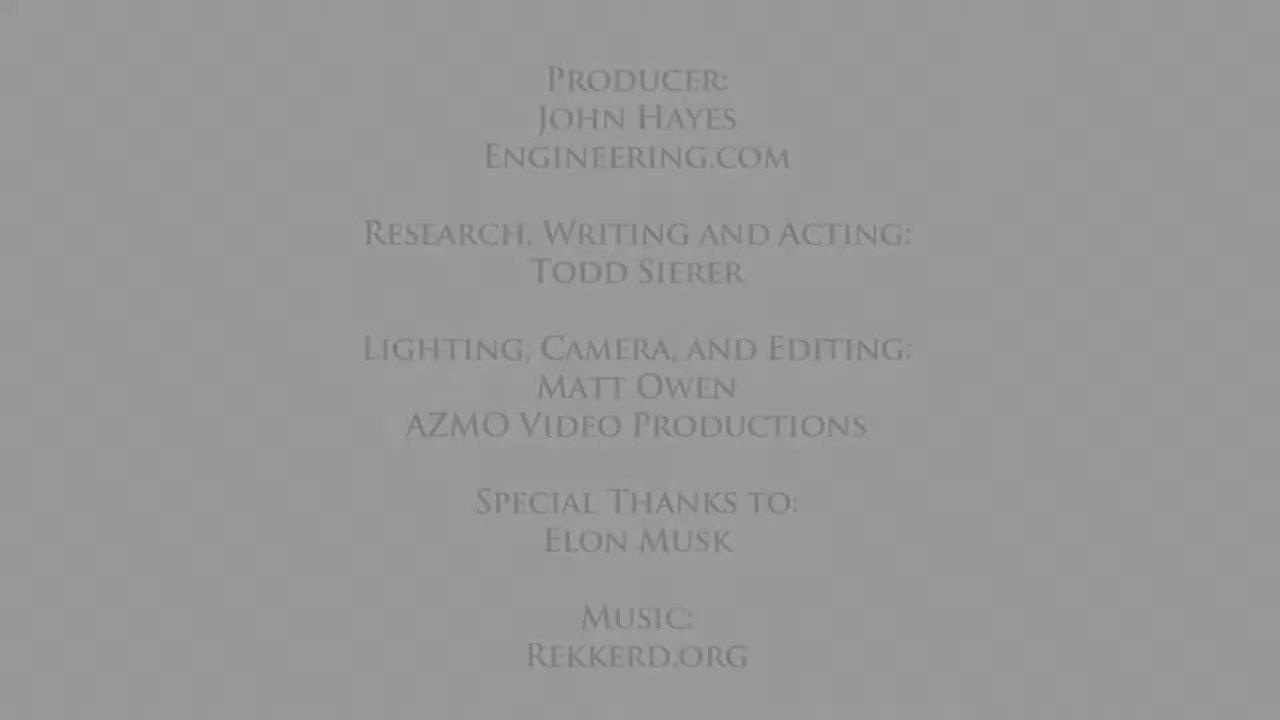 Producer:
John Hayes
Engineering.com
Research, Writing and Acting:
Todd Sierer
Lighting, Camera, and Editing:
Matt Owen
AZMO Video Productions
Special Thanks to:
Elon Musk
Music:
Rekkerd.org